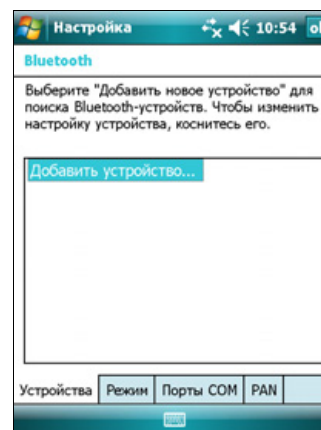 Настройка 10:54 ok
Bluetooth
Выберите "Добавить новое устройство" для
поиска Bluetooth-устройств. Чтобы изменить
настройку устройства, коснитесь его.
Добавить устройство...
Устройства Режим Порты COM PAN